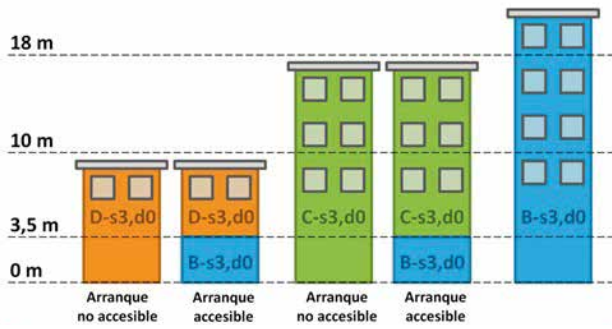 18 m
10 m
3,5 m
0 m
D-s3,d0
D-s3,d0
C-s3,d0
C-s3,d0
B-s3,d0
B-s3,d0
B-s3,d0
Arranque
no accesible
Arranque
accesible
Arranque
no accesible
Arranque
accesible